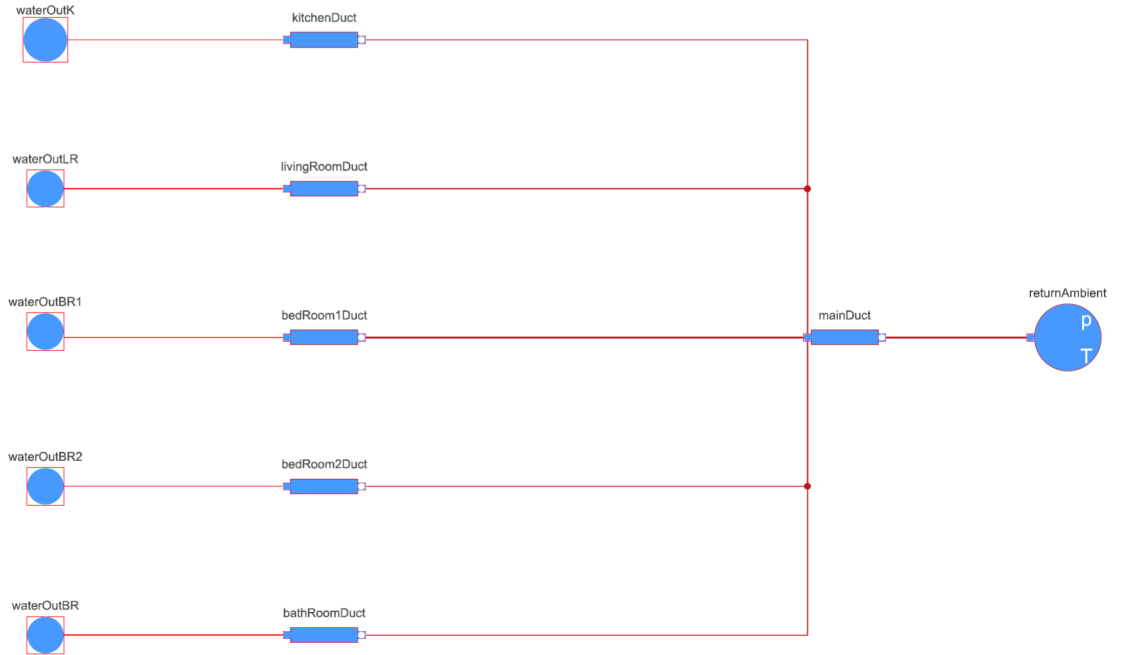 waterOutK
kitchenDuct
waterOutLR
livingRoomDuct
waterOutBR1
bedRoom1Duct
mainDuct
returnAmbient
p
T
waterOutBR2
bedRoom2Duct
waterOutBR
bathRoomDuct